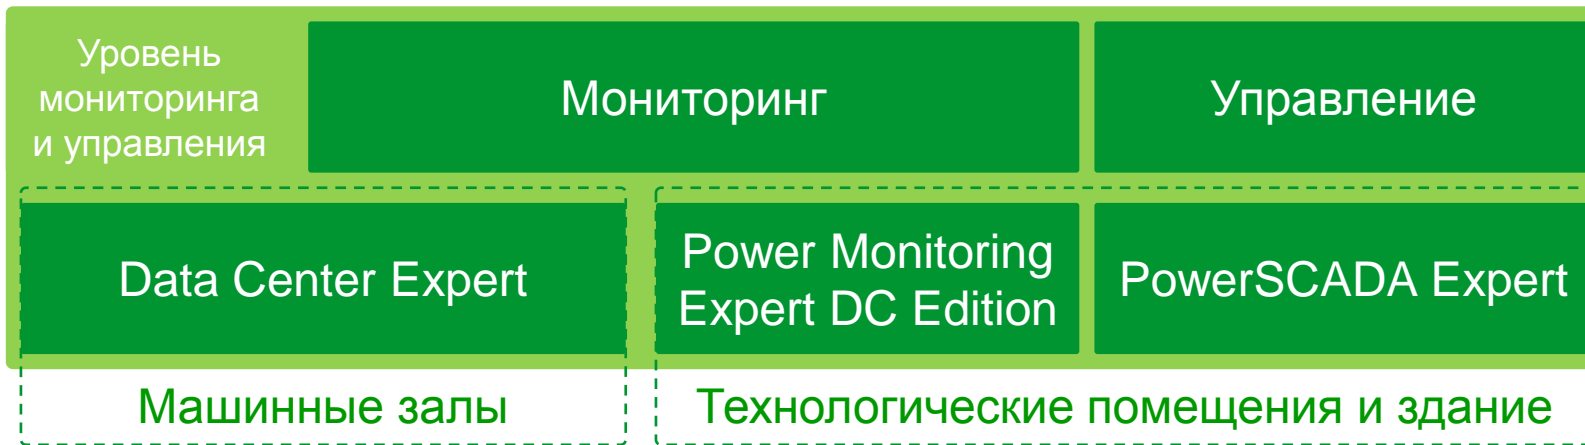 Уровень
мониторинга
и управления
Мониторинг
Управление
Data Center Expert
Power Monitoring
Expert DC Edition
PowerSCADA Expert
Машинные залы
Технологические помещения и здание